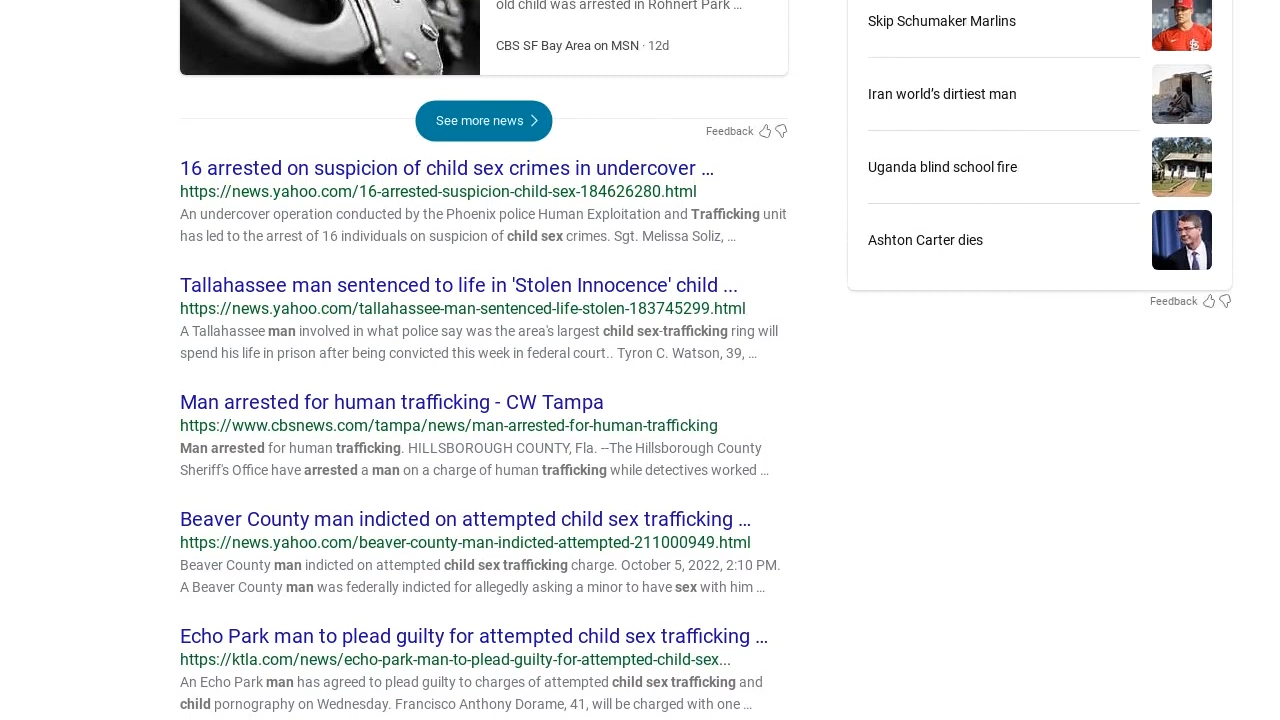 old child was arrested in Rohnert Park …
CBS SF Bay Area on MSN · 12d
See more news
Feedback
16 arrested on suspicion of child sex crimes in undercover …
https://news.yahoo.com/16-arrested-suspicion-child-sex-184626280.html
An undercover operation conducted by the Phoenix police Human Exploitation and Trafficking unit
has led to the arrest of 16 individuals on suspicion of child sex crimes. Sgt. Melissa Soliz, …
Tallahassee man sentenced to life in 'Stolen Innocence' child ...
https://news.yahoo.com/tallahassee-man-sentenced-life-stolen-183745299.html
A Tallahassee man involved in what police say was the area's largest child sex-trafficking ring will
spend his life in prison after being convicted this week in federal court.. Tyron C. Watson, 39, …
Man arrested for human trafficking - CW Tampa
https://www.cbsnews.com/tampa/news/man-arrested-for-human-trafficking
Man arrested for human trafficking. HILLSBOROUGH COUNTY, Fla. --The Hillsborough County
Sheriff's Office have arrested a man on a charge of human trafficking while detectives worked …
Beaver County man indicted on attempted child sex trafficking …
https://news.yahoo.com/beaver-county-man-indicted-attempted-211000949.html
Beaver County man indicted on attempted child sex trafficking charge. October 5, 2022, 2:10 PM.
A Beaver County man was federally indicted for allegedly asking a minor to have sex with him …
Echo Park man to plead guilty for attempted child sex trafficking …
https://ktla.com/news/echo-park-man-to-plead-guilty-for-attempted-child-sex...
An Echo Park man has agreed to plead guilty to charges of attempted child sex trafficking and
child pornography on Wednesday. Francisco Anthony Dorame, 41, will be charged with one …
Skip Schumaker Marlins
Iran world’s dirtiest man
Uganda blind school fire
Ashton Carter dies
Feedback